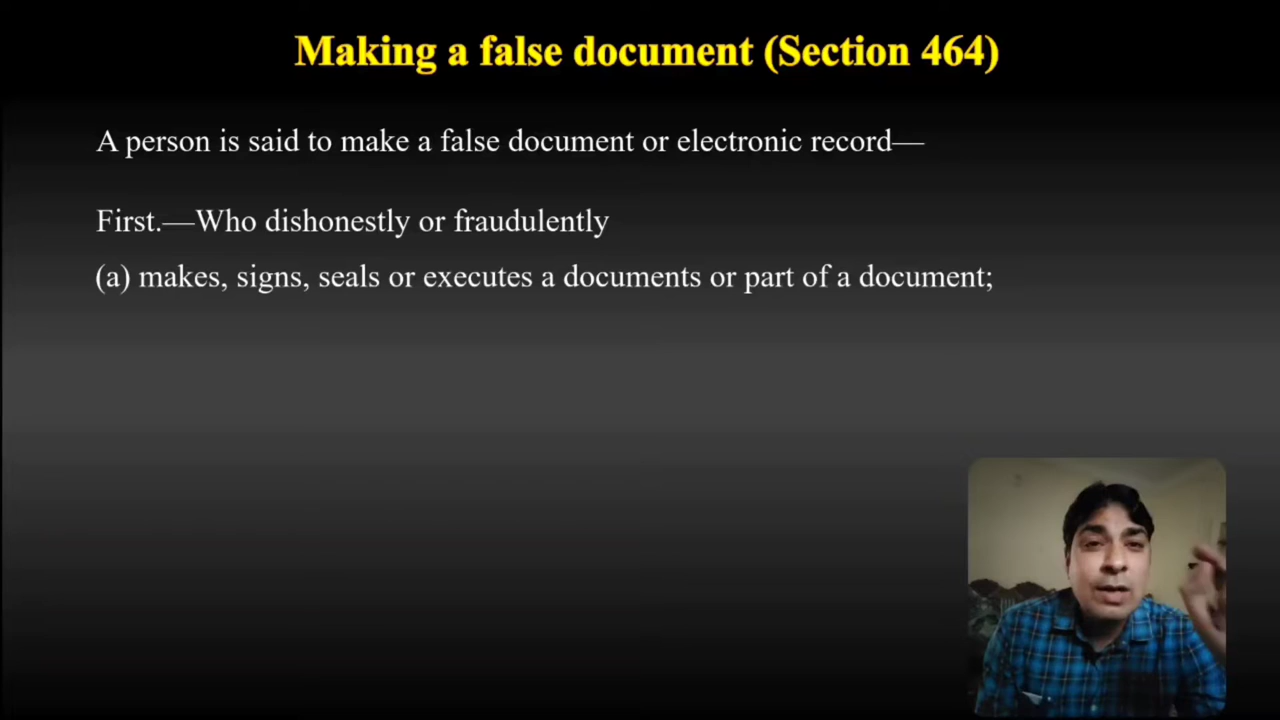 Making a false document (Section 464)
A person is said to make a false document or electronic record—
First.—Who dishonestly or fraudulently
(a) makes, signs, seals or executes a documents or part of a document;